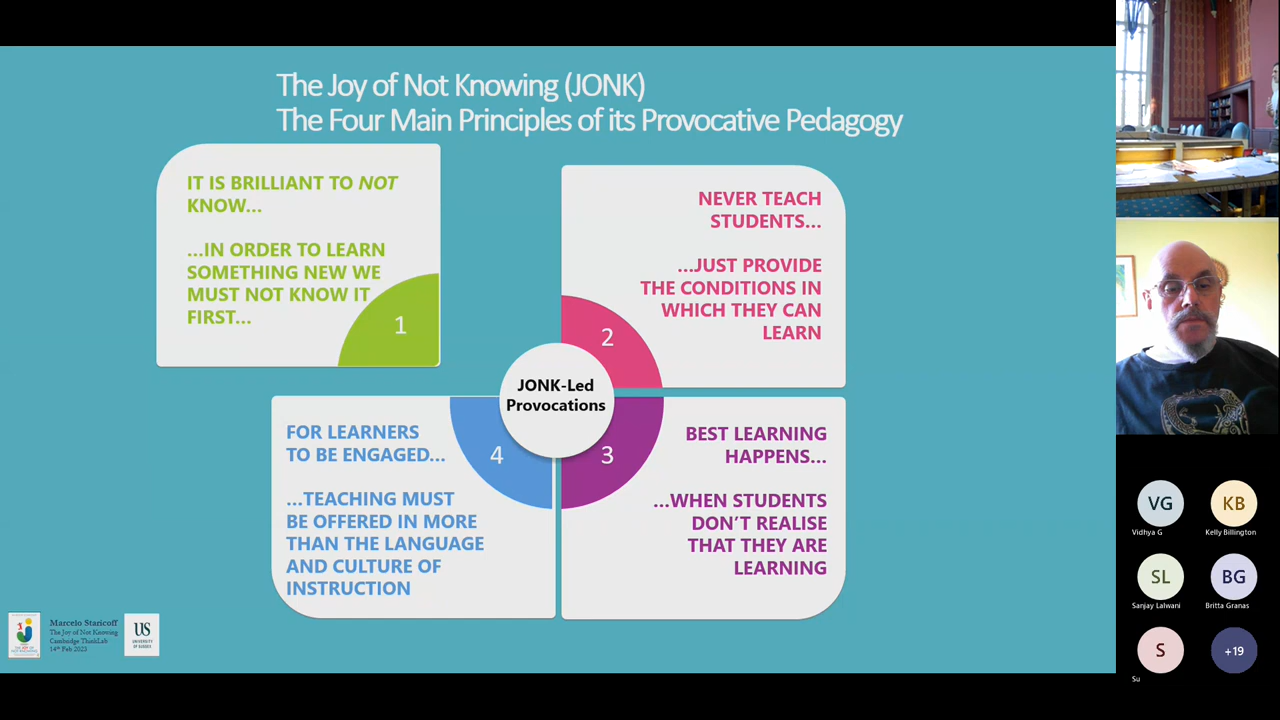 The Joy of Not Knowing (JONK)
The Four Main Principles of its Provocative Pedagogy
IT IS BRILLIANT TO NOT
KNOW...
...IN ORDER TO LEARN
SOMETHING NEW WE
MUST NOT KNOW IT
FIRST...
1
NEVER TEACH
STUDENTS...
...JUST PROVIDE
THE CONDITIONS IN
WHICH THEY CAN
LEARN
2
JONK-Led
Provocations
FOR LEARNERS
TO BE ENGAGED...
...TEACHING MUST
BE OFFERED IN MORE
THAN THE LANGUAGE
AND CULTURE OF
INSTRUCTION
4
3
BEST LEARNING
HAPPENS...
...WHEN STUDENTS
DON'T REALISE
THAT THEY ARE
LEARNING
Marcelo Staricoff
The Joy of Not Knowing
Cambridge ThinkLab
14th Feb 2023
US
UNIVERSITY
OF SUSSEX
VG
Vidhya G
KB
Kelly Billington
SL
Sanjay Lalwani
BG
Britta Granas
S
Su
+19